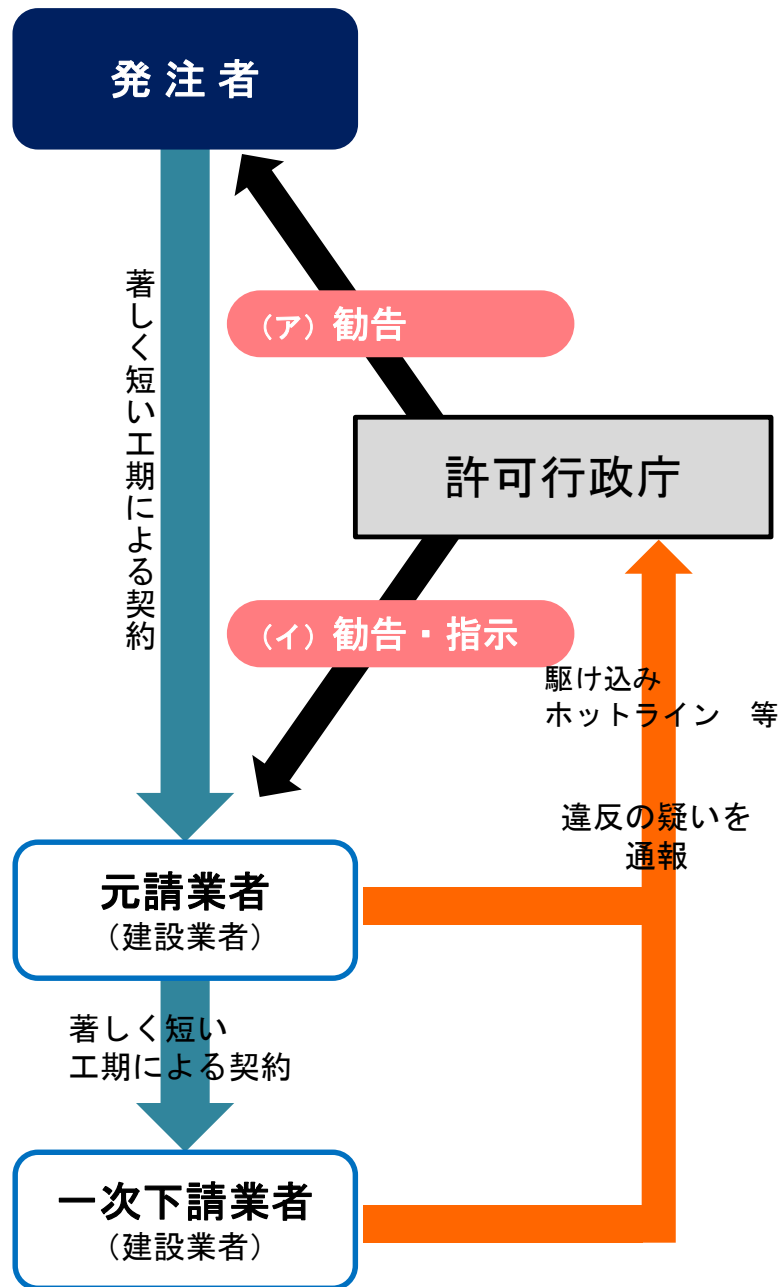 発注者
著しく短い工期による契約
（ア）勧告
許可行政庁
（イ）勧告・指示
駆け込み
ホットライン　等
違反の疑いを
通報
元請業者
（建設業者）
著しく短い
工期による契約
一次下請業者
（建設業者）